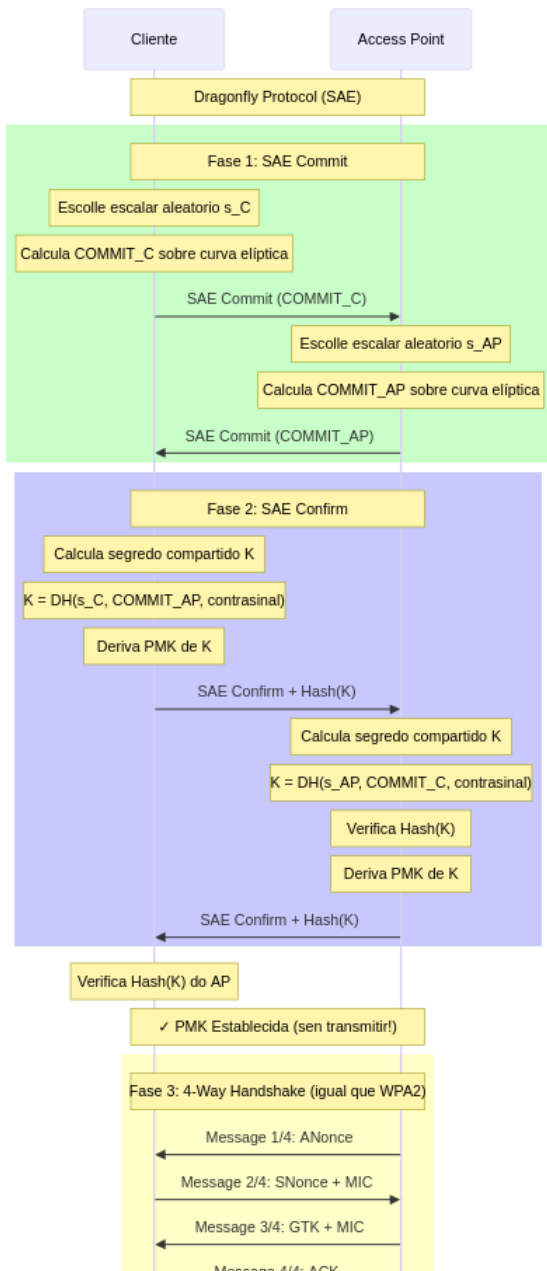 Cliente
Access Point
Dragonfly Protocol (SAE)
Fase 1: SAE Commit
Escolle escalar aleatorio s_C
Calcula COMMIT_C sobre curva elíptica
SAE Commit (COMMIT_C)
Escolle escalar aleatorio s_AP
Calcula COMMIT_AP sobre curva elíptica
SAE Commit (COMMIT_AP)
Fase 2: SAE Confirm
Calcula segredo compartido K
K = DH(s_C, COMMIT_AP, contrasinal)
Deriva PMK de K
SAE Confirm + Hash(K)
Calcula segredo compartido K
K = DH(s_AP, COMMIT_C, contrasinal)
Verifica Hash(K)
Deriva PMK de K
SAE Confirm + Hash(K)
Verifica Hash(K) do AP
✓ PMK Establecida (sen transmitir!)
Fase 3: 4-Way Handshake (igual que WPA2)
Message 1/4: ANonce
Message 2/4: SNonce + MIC
Message 3/4: GTK + MIC
Message 4/4: ACK